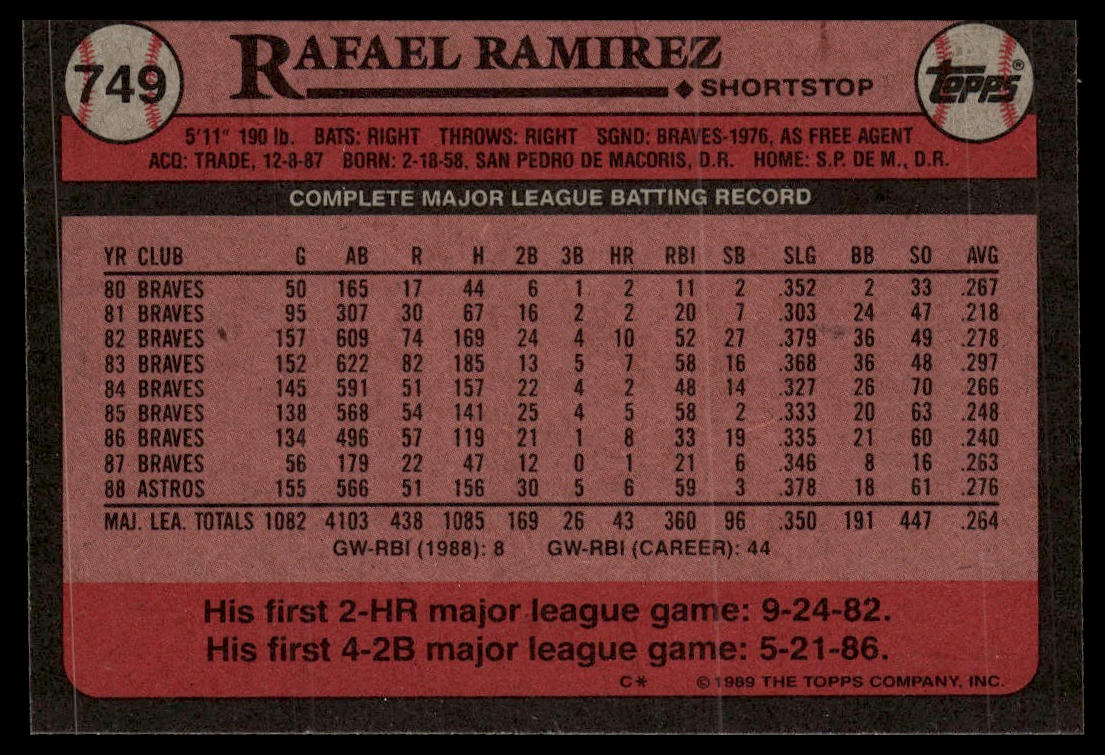 749
RAFAEL RAMIREZ
◆ SHORTSTOP
TOPPS®
5'11" 190 lb. BATS: RIGHT THROWS: RIGHT SGND: BRAVES-1976, AS FREE AGENT
ACQ: TRADE, 12-8-87 BORN: 2-18-58, SAN PEDRO DE MACORIS, D.R. HOME: S.P. DE M., D.R.
COMPLETE MAJOR LEAGUE BATTING RECORD
YR CLUB G AB R H 2B 3B HR RBI SB SLG BB SO AVG
80 BRAVES 50 165 17 44 6 1 2 11 2 .352 2 33 .267
81 BRAVES 95 307 30 67 16 2 2 20 7 .303 24 47 .218
82 BRAVES 157 609 74 169 24 4 10 52 27 .379 36 49 .278
83 BRAVES 152 622 82 185 13 5 7 58 16 .368 36 48 .297
84 BRAVES 145 591 51 157 22 4 2 48 14 .327 26 70 .266
85 BRAVES 138 568 54 141 25 4 5 58 2 .333 20 63 .248
86 BRAVES 134 496 57 119 21 1 8 33 19 .335 21 60 .240
87 BRAVES 56 179 22 47 12 0 1 21 6 .346 8 16 .263
88 ASTROS 155 566 51 156 30 5 6 59 3 .378 18 61 .276
MAJ. LEA. TOTALS 1082 4103 438 1085 169 26 43 360 96 .350 191 447 .264
GW-RBI (1988): 8 GW-RBI (CAREER): 44
His first 2-HR major league game: 9-24-82.
His first 4-2B major league game: 5-21-86.
C* © 1989 THE TOPPS COMPANY, INC.